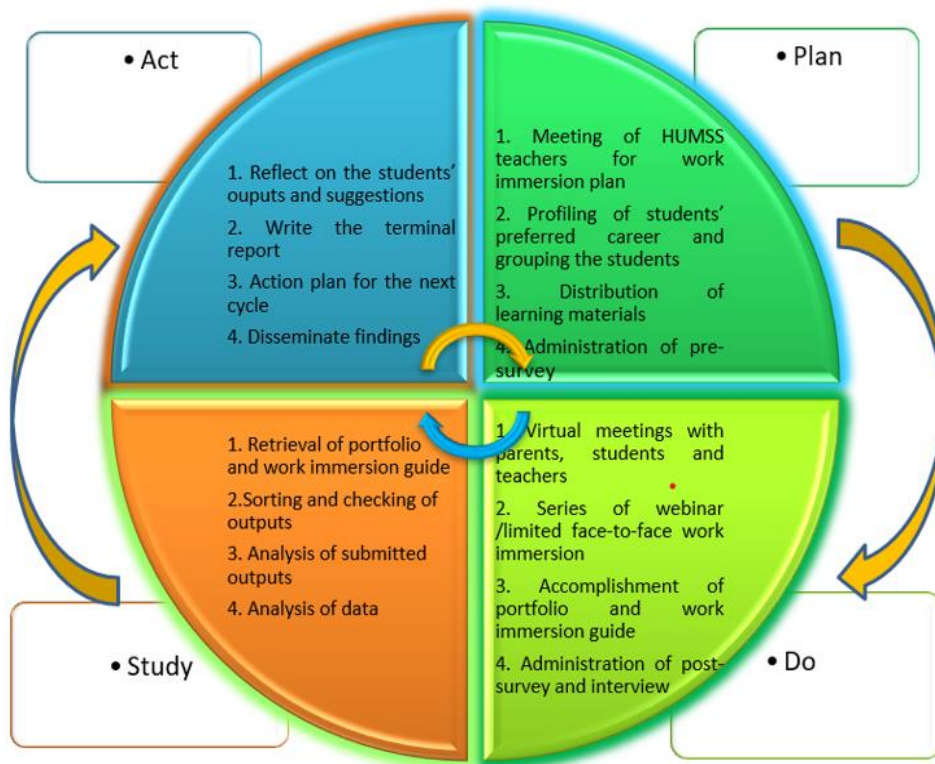 • Act
• Plan
1. Reflect on the students'
ouputs and suggestions
2. Write the terminal
report
3. Action plan for the next
cycle
4. Disseminate findings
1. Meeting of HUMSS
teachers for work
immersion plan
2. Profiling of students'
preferred career and
grouping the students
3. Distribution of
learning materials
4. Administration of pre-
survey
1. Retrieval of portfolio
and work immersion guide
2.Sorting and checking of
outputs
3. Analysis of submitted
outputs
4. Analysis of data
1. Virtual meetings with
parents, students and
teachers
2. Series of webinar
/limited face-to-face work
immersion
3. Accomplishment of
portfolio and work
immersion guide
4. Administration of post-
survey and interview
• Study
• Do